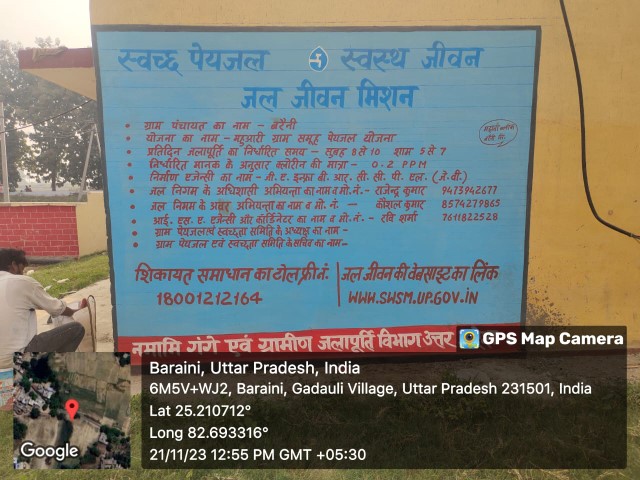 स्वच्छ पेयजल स्वस्थ जीवन
जल जीवन मिशन
• ग्राम पंचायत का नाम - बरैनी
• योजना का नाम - महुआरी ग्राम समूह पेयजल योजना
• प्रतिदिन जलापूर्ति का निर्धारित समय - सुबह 8 से 10 शाम 5 से 7
• निर्धारित मानक के अनुसार क्लोरीन की मात्रा - 0.2 P.P.M
• निर्माण एजेन्सी का नाम - जी. ए. इन्फ्रा बी. आर. सी. सी. पी. एल. (जे. वी.)
• जल निगम के अधिशासी अभियन्ता का नाम व मो. नं. - राजेन्द्र कुमार 9473942677
• जल निगम के अवर अभियन्ता का नाम व मो. नं. - कौशल कुमार 8574279865
• आई. एस. ए. एजेन्सी और कोर्डिनेटर का नाम व मो. नं. - रवि शर्मा 7611822528
• ग्राम पेयजल एवं स्वच्छता समिति के अध्यक्ष का नाम -
• ग्राम पेयजल एवं स्वच्छता समिति के सचिव का नाम -
शिकायत समाधान का टोल फ्री नं.
18001212164
जल जीवन की वेबसाइट का लिंक
WWW.SWSM.UP.GOV.IN
नमामि गंगे एवं ग्रामीण जलापूर्ति विभाग उत्तर
GPS Map Camera
Baraini, Uttar Pradesh, India
6M5V+WJ2, Baraini, Gadauli Village, Uttar Pradesh 231501, India
Lat 25.210712°
Long 82.693316°
21/11/23 12:55 PM GMT +05:30
Google